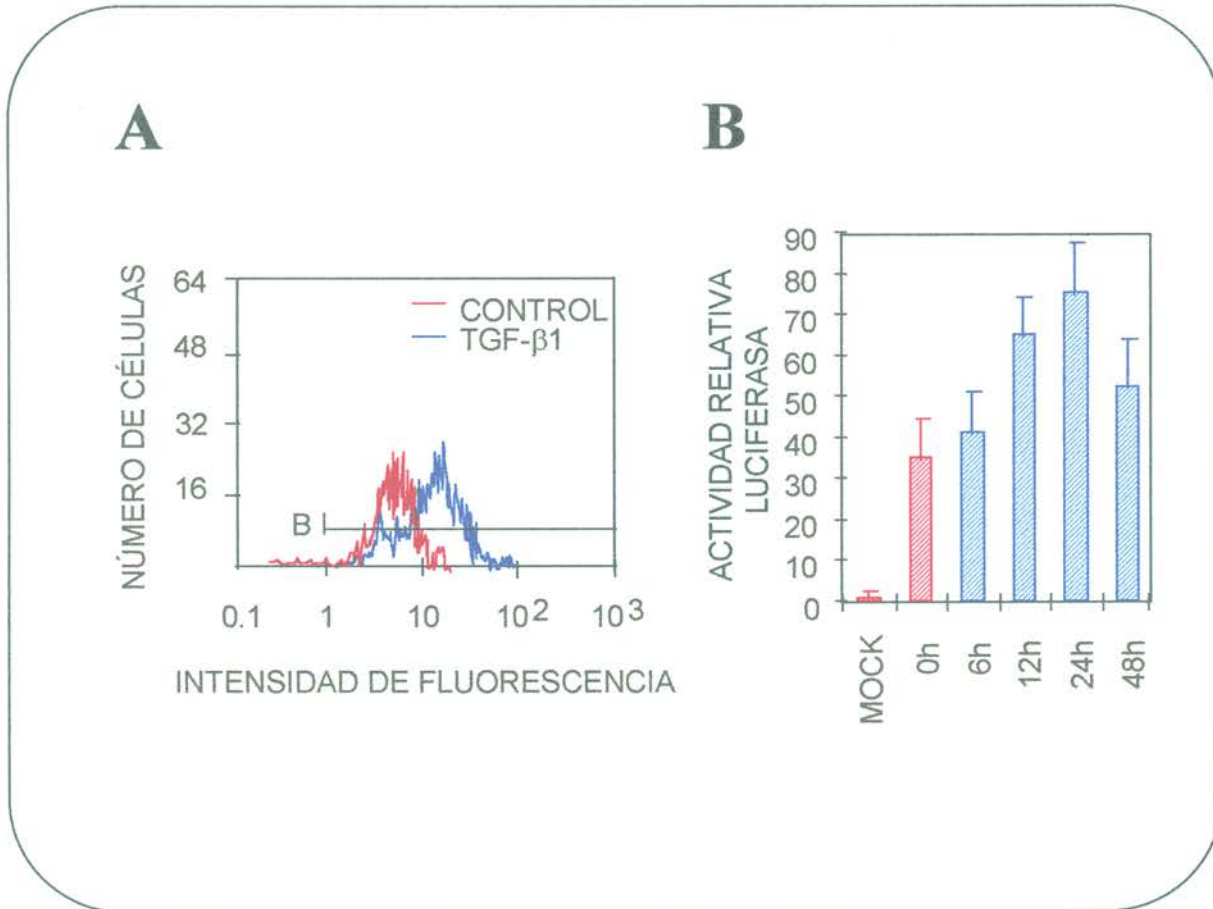 A
NÚMERO DE CÉLULAS
64
48
32
16
CONTROL
TGF-β1
B
0.1
1
10
10²
10³
INTENSIDAD DE FLUORESCENCIA
B
ACTIVIDAD RELATIVA
LUCIFERASA
90
80
70
60
50
40
30
20
10
0
MOCK
0h
6h
12h
24h
48h